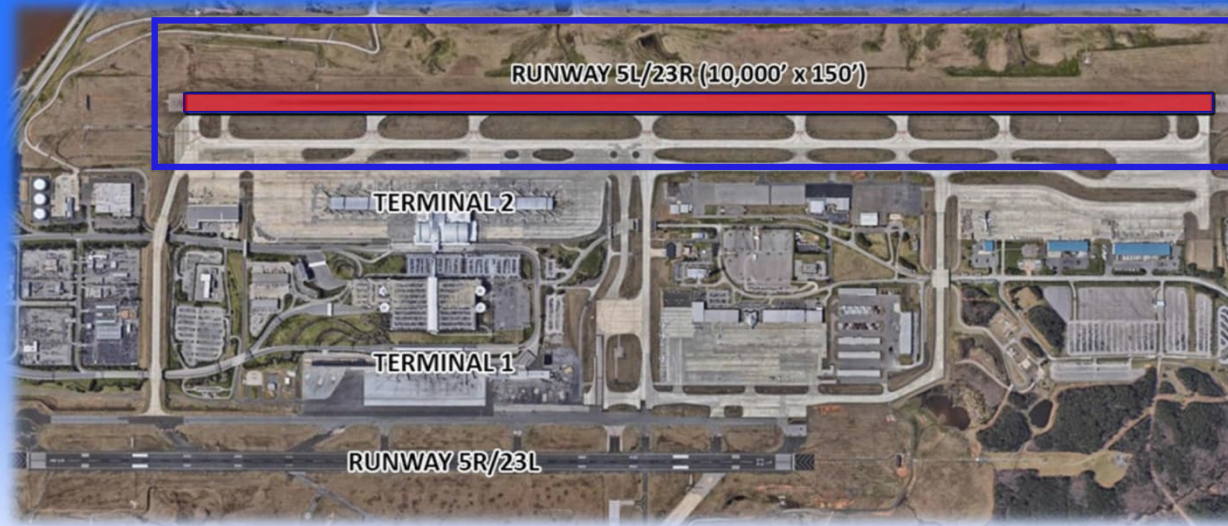 RUNWAY 5L/23R (10,000’ x 150’)
TERMINAL 2
TERMINAL 1
RUNWAY 5R/23L